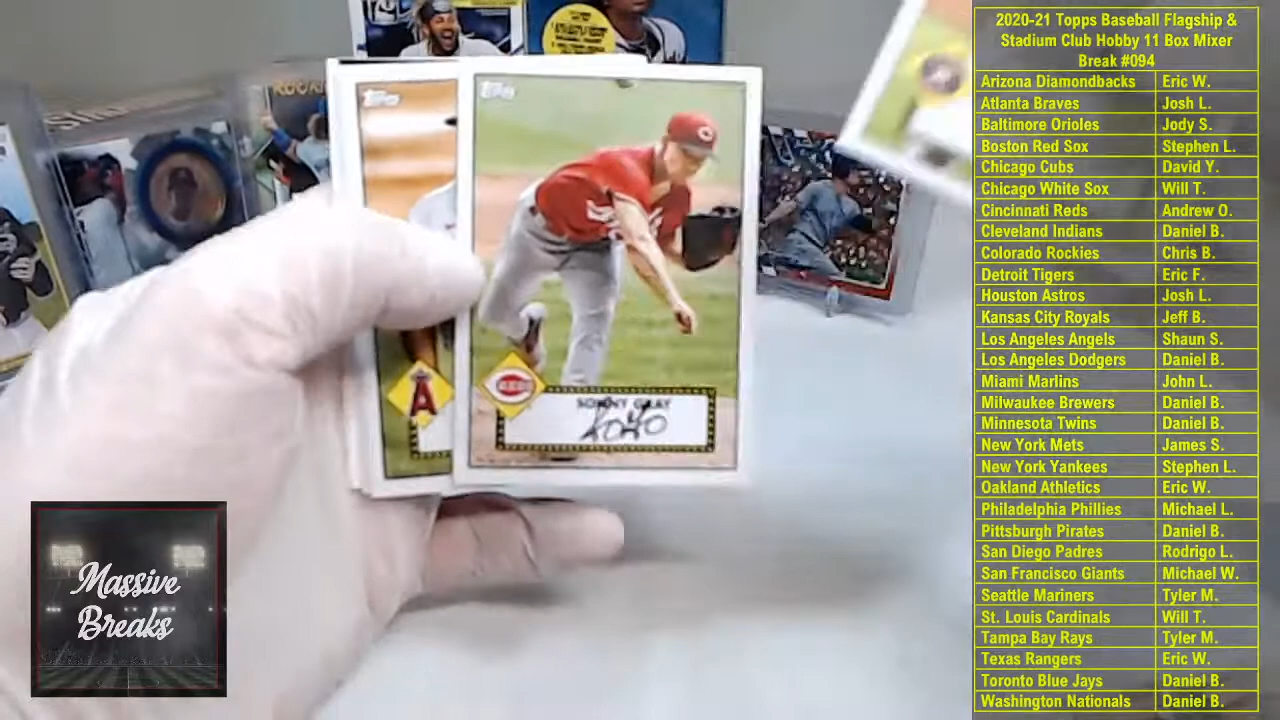 2020-21 Topps Baseball Flagship &
Stadium Club Hobby 11 Box Mixer
Break #094
Arizona Diamondbacks Eric W.
Atlanta Braves Josh L.
Baltimore Orioles Jody S.
Boston Red Sox Stephen L.
Chicago Cubs David Y.
Chicago White Sox Will T.
Cincinnati Reds Andrew O.
Cleveland Indians Daniel B.
Colorado Rockies Chris B.
Detroit Tigers Eric F.
Houston Astros Josh L.
Kansas City Royals Jeff B.
Los Angeles Angels Shaun S.
Los Angeles Dodgers Daniel B.
Miami Marlins John L.
Milwaukee Brewers Daniel B.
Minnesota Twins Daniel B.
New York Mets James S.
New York Yankees Stephen L.
Oakland Athletics Eric W.
Philadelphia Phillies Michael L.
Pittsburgh Pirates Daniel B.
San Diego Padres Rodrigo L.
San Francisco Giants Michael W.
Seattle Mariners Tyler M.
St. Louis Cardinals Will T.
Tampa Bay Rays Tyler M.
Texas Rangers Eric W.
Toronto Blue Jays Daniel B.
Washington Nationals Daniel B.
Topps
Topps
REDS
A
SONNY GRAY
Massive
Breaks